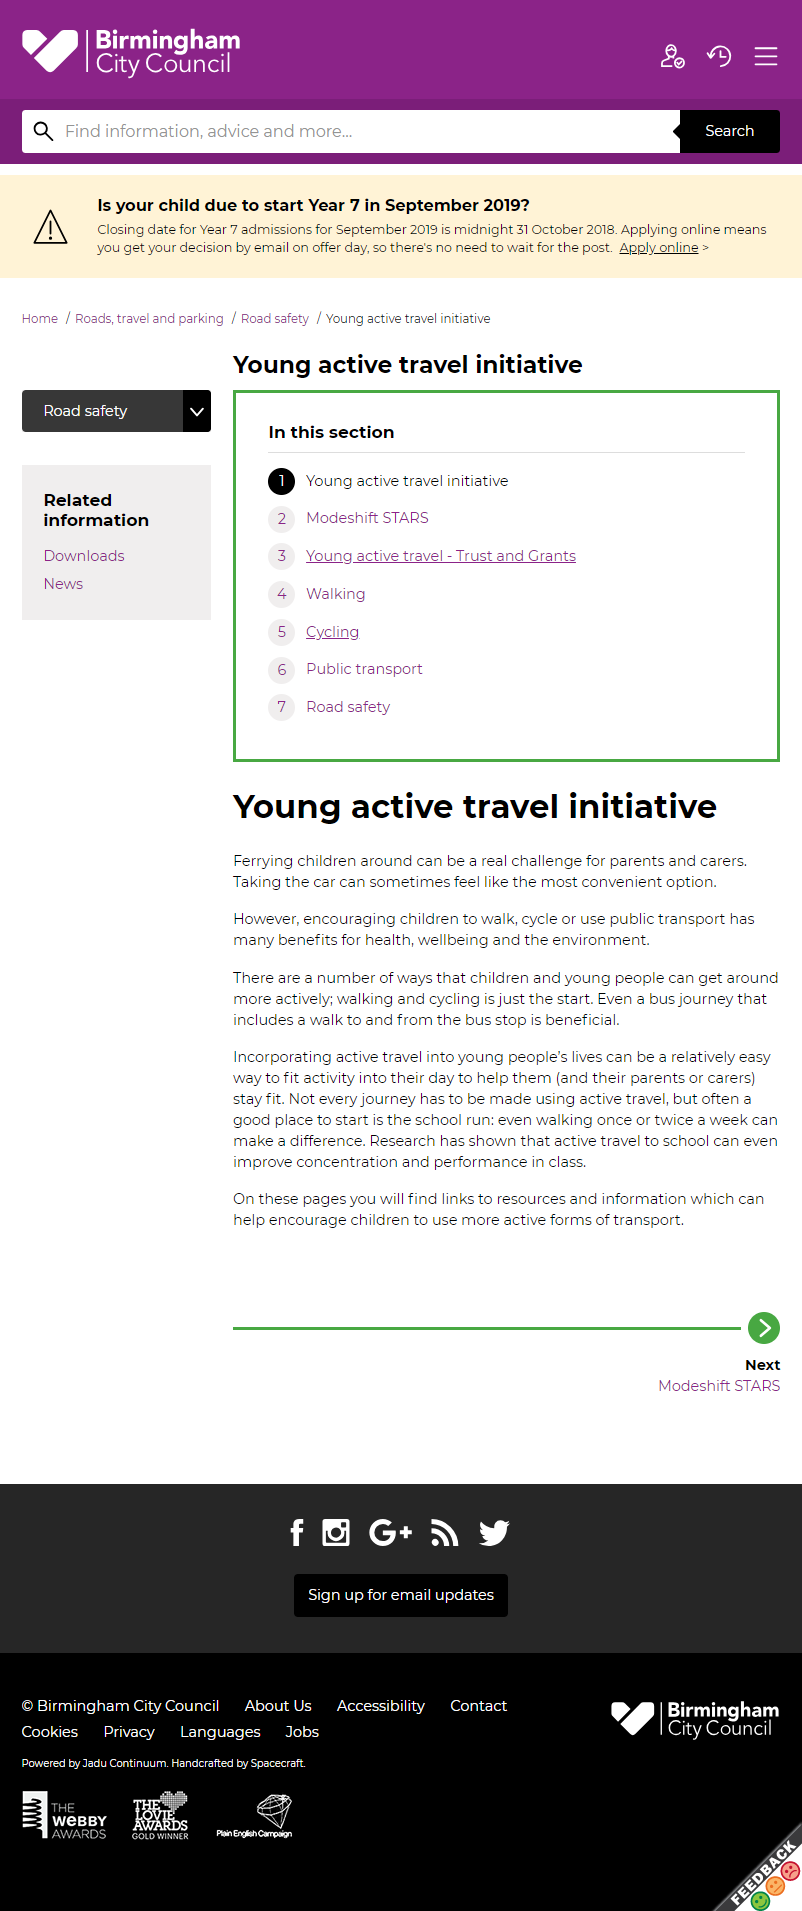 Birmingham
City Council
Find information, advice and more...
Search
Is your child due to start Year 7 in September 2019?
Closing date for Year 7 admissions for September 2019 is midnight 31 October 2018. Applying online means
you get your decision by email on offer day, so there's no need to wait for the post. Apply online >
Home / Roads, travel and parking / Road safety / Young active travel initiative
Young active travel initiative
Road safety
In this section
1 Young active travel initiative
2 Modeshift STARS
3 Young active travel - Trust and Grants
4 Walking
5 Cycling
6 Public transport
7 Road safety
Related
information
Downloads
News
Young active travel initiative
Ferrying children around can be a real challenge for parents and carers.
Taking the car can sometimes feel like the most convenient option.
However, encouraging children to walk, cycle or use public transport has
many benefits for health, wellbeing and the environment.
There are a number of ways that children and young people can get around
more actively; walking and cycling is just the start. Even a bus journey that
includes a walk to and from the bus stop is beneficial.
Incorporating active travel into young people's lives can be a relatively easy
way to fit activity into their day to help them (and their parents or carers)
stay fit. Not every journey has to be made using active travel, but often a
good place to start is the school run: even walking once or twice a week can
make a difference. Research has shown that active travel to school can even
improve concentration and performance in class.
On these pages you will find links to resources and information which can
help encourage children to use more active forms of transport.
Next
Modeshift STARS
Sign up for email updates
© Birmingham City Council About Us Accessibility Contact
Cookies Privacy Languages Jobs
Powered by Jadu Continuum. Handcrafted by Spacecraft.
Birmingham
City Council
THE
WEBBY
AWARDS
THE
LOVIE
AWARDS
GOLD WINNER
Plain English Campaign
FEEDBACK